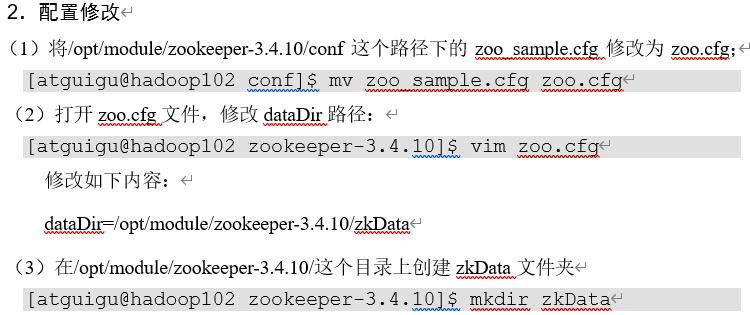 2．配置修改↵
（1）将/opt/module/zookeeper-3.4.10/conf 这个路径下的 zoo_sample.cfg 修改为 zoo.cfg；↵
[atguigu@hadoop102 conf]$ mv zoo_sample.cfg zoo.cfg↵
（2）打开 zoo.cfg 文件，修改 dataDir 路径：↵
[atguigu@hadoop102 zookeeper-3.4.10]$ vim zoo.cfg↵
修改如下内容：↵
dataDir=/opt/module/zookeeper-3.4.10/zkData↵
（3）在/opt/module/zookeeper-3.4.10/这个目录上创建 zkData 文件夹↵
[atguigu@hadoop102 zookeeper-3.4.10]$ mkdir zkData↵